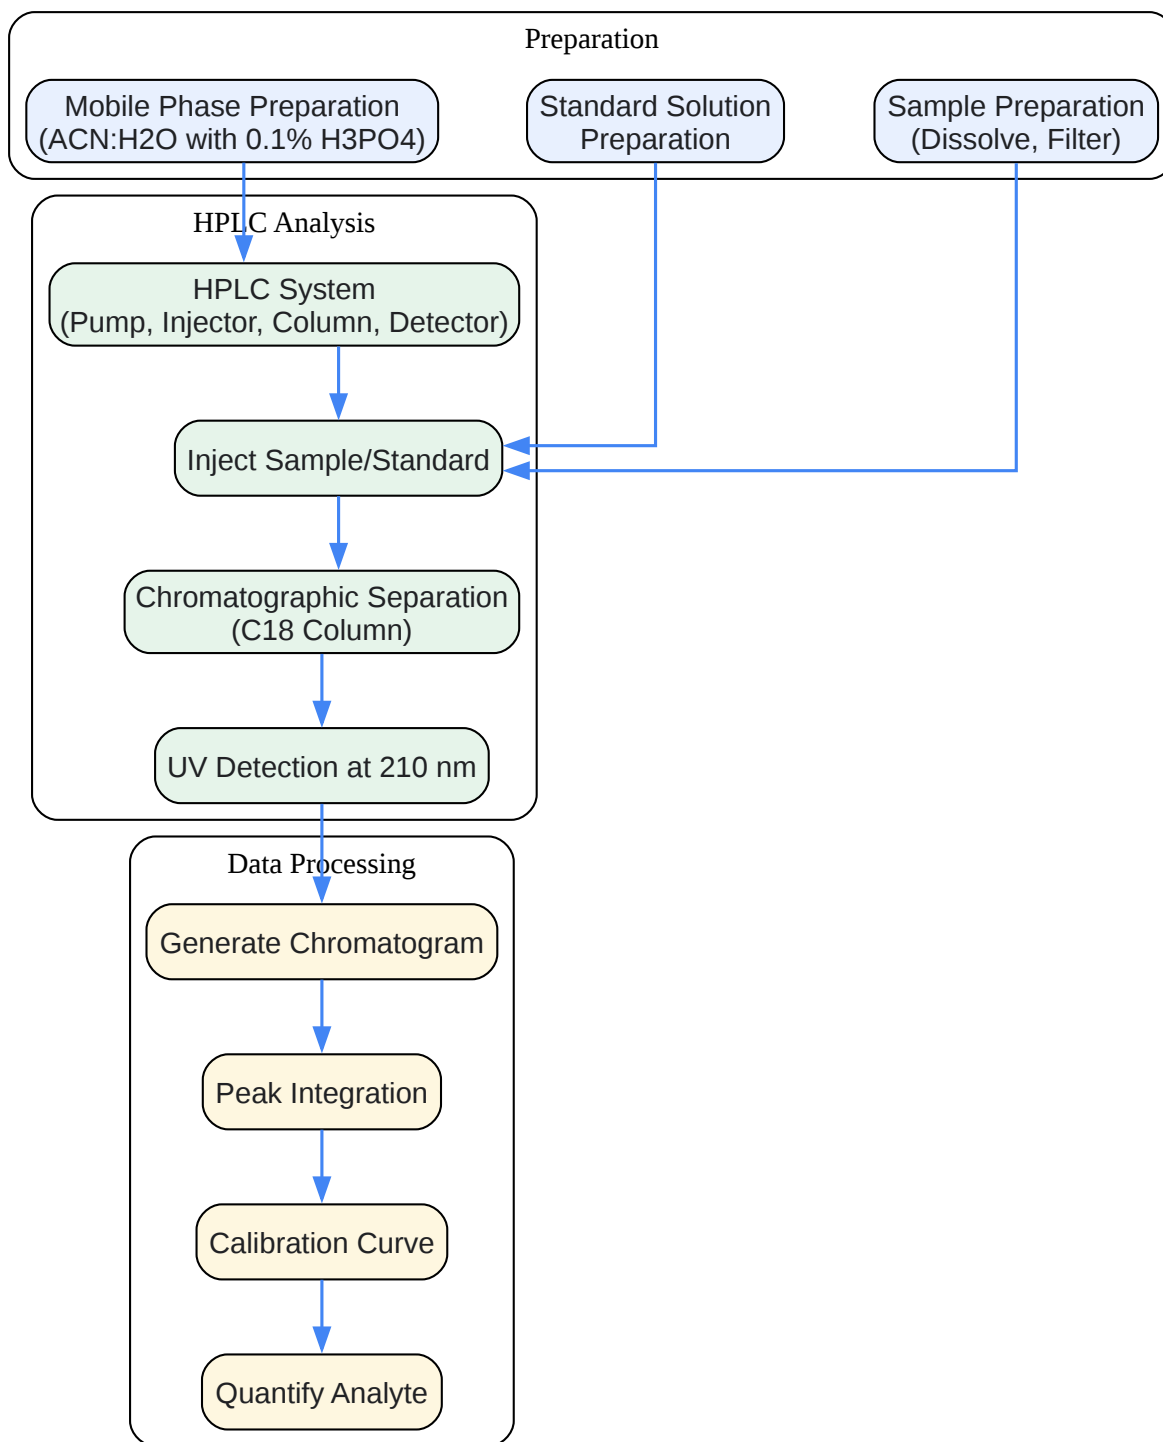 Preparation
Mobile Phase Preparation
(ACN:H2O with 0.1% H3PO4)
Standard Solution
Preparation
Sample Preparation
(Dissolve, Filter)
HPLC Analysis
HPLC System
(Pump, Injector, Column, Detector)
Inject Sample/Standard
Chromatographic Separation
(C18 Column)
UV Detection at 210 nm
Data Processing
Generate Chromatogram
Peak Integration
Calibration Curve
Quantify Analyte